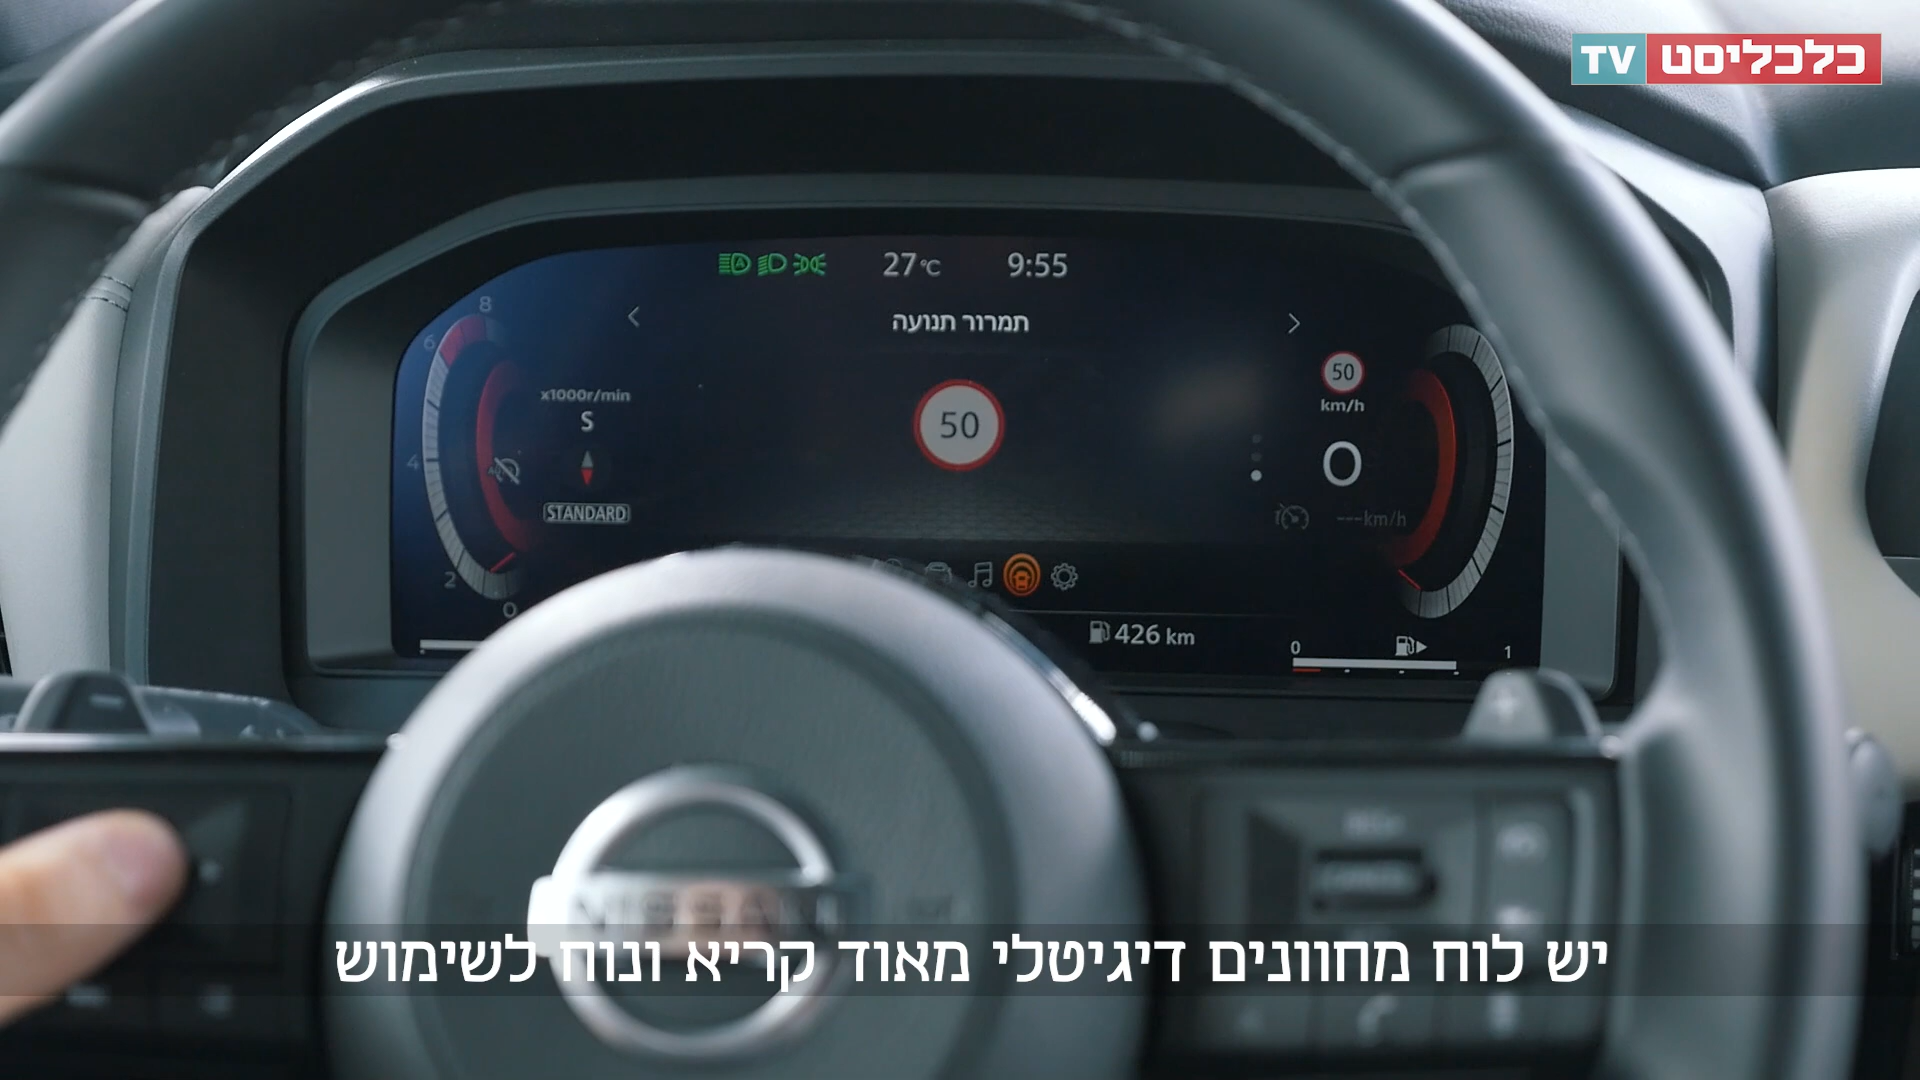 TV כלכליסט
27°C 9:55
8
תמרור תנועה
6
50
x1000r/min
km/h
S
50
4
0
STANDARD
---km/h
2
0
426 km
0 1
NISSAN
יש לוח מחוונים דיגיטלי מאוד קריא ונוח לשימוש